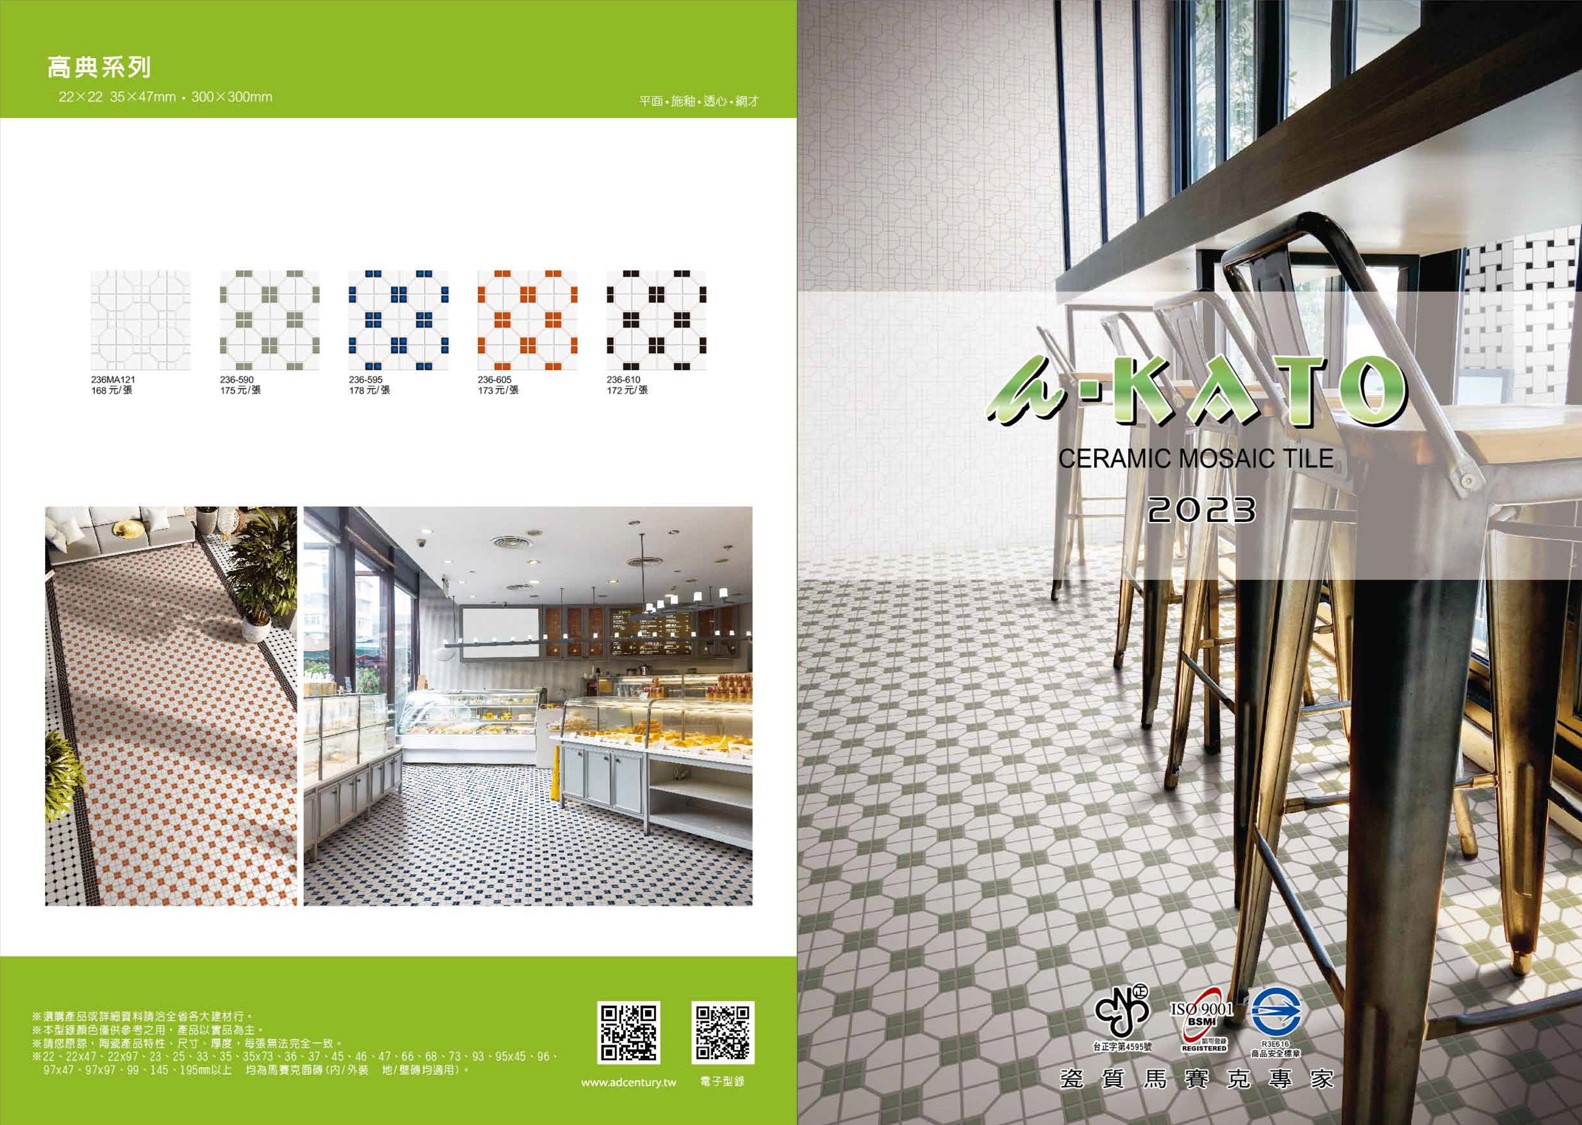 高典系列
22×22 35×47mm · 300×300mm
平面·施釉·透心·網才
236MA121
168 元/張
236-590
175 元/張
236-595
178 元/張
236-605
173 元/張
236-610
172 元/張
※選購產品或詳細資料請洽全省各大建材行。
※本型錄顏色僅供參考之用，產品以實品為主。
※請您原諒，陶瓷產品特性、尺寸、厚度，每張無法完全一致。
※22、22x47、22x97、23、25、33、35、35x73、36、37、45、46、47、66、68、73、93、95x45、96、
97x47、97x97、99、145、195mm以上　均為馬賽克面磚(內/外裝　地/壁磚均適用)。
www.adcentury.tw
電子型錄
h·KATO
CERAMIC MOSAIC TILE
2023
正
台正字第4595號
ISO 9001
BSMI
認可登錄
REGISTERED
R3E616
商品安全標章
瓷質馬賽克專家